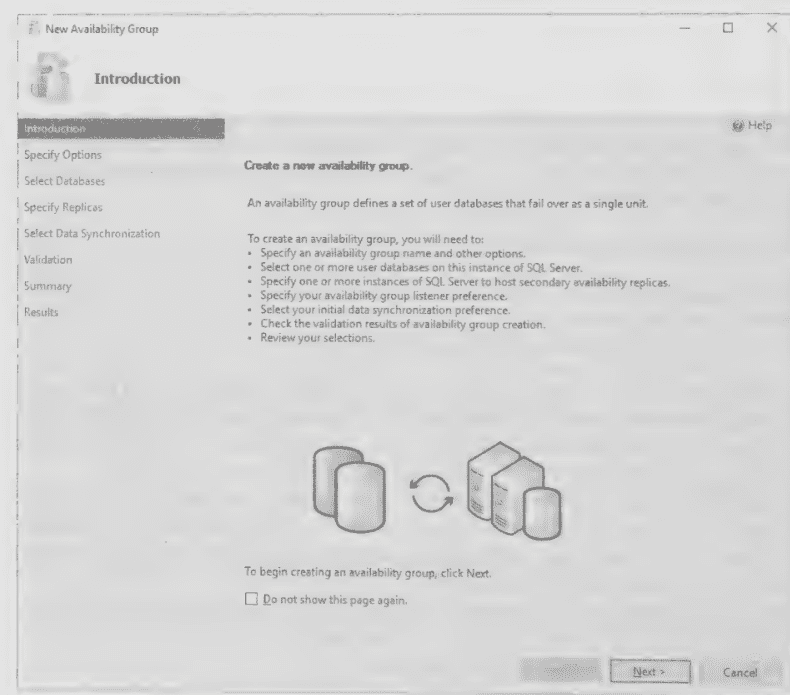 New Availability Group
Introduction
Introduction
Help
Specify Options
Select Databases
Specify Replicas
Select Data Synchronization
Validation
Summary
Results
Create a new availability group.
An availability group defines a set of user databases that fail over as a single unit.
To create an availability group, you will need to:
• Specify an availability group name and other options.
• Select one or more user databases on this instance of SQL Server.
• Specify one or more instances of SQL Server to host secondary availability replicas.
• Specify your availability group listener preference.
• Select your initial data synchronization preference.
• Check the validation results of availability group creation.
• Review your selections.
To begin creating an availability group, click Next.
Do not show this page again.
Next >
Cancel